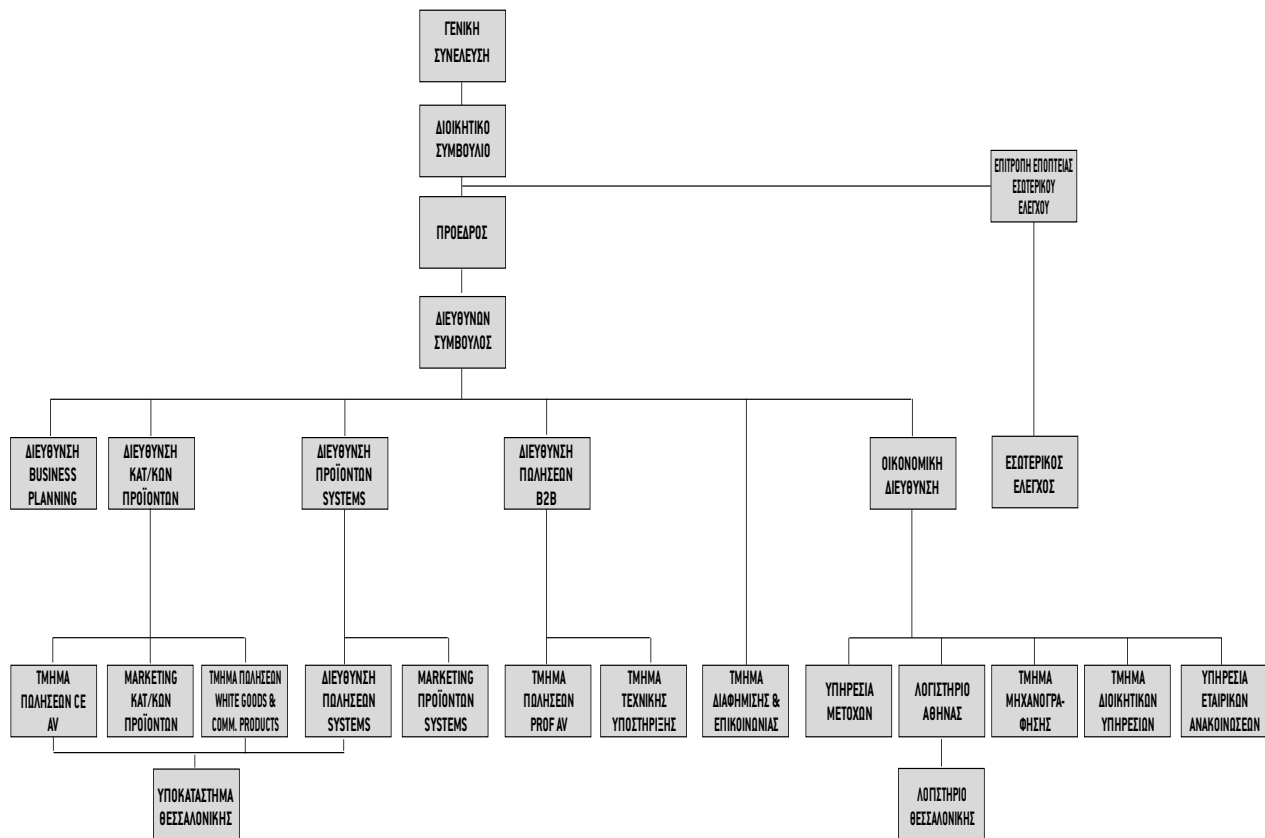 ΓΕΝΙΚΗ
ΣΥΝΕΛΕΥΣΗ
ΔΙΟΙΚΗΤΙΚΟ
ΣΥΜΒΟΥΛΙΟ
ΕΠΙΤΡΟΠΗ ΕΠΟΠΤΕΙΑΣ
ΕΣΩΤΕΡΙΚΟΥ
ΕΛΕΓΧΟΥ
ΠΡΟΕΔΡΟΣ
ΔΙΕΥΘΥΝΩΝ
ΣΥΜΒΟΥΛΟΣ
ΔΙΕΥΘΥΝΣΗ
BUSINESS
PLANNING
ΔΙΕΥΘΥΝΣΗ
ΚΑΤ/ΚΩΝ
ΠΡΟΪΟΝΤΩΝ
ΔΙΕΥΘΥΝΣΗ
ΠΡΟΪΟΝΤΩΝ
SYSTEMS
ΔΙΕΥΘΥΝΣΗ
ΠΩΛΗΣΕΩΝ
B2B
ΟΙΚΟΝΟΜΙΚΗ
ΔΙΕΥΘΥΝΣΗ
ΕΣΩΤΕΡΙΚΟΣ
ΕΛΕΓΧΟΣ
ΤΜΗΜΑ
ΠΩΛΗΣΕΩΝ CE
AV
MARKETING
ΚΑΤ/ΚΩΝ
ΠΡΟΪΟΝΤΩΝ
ΤΜΗΜΑ ΠΩΛΗΣΕΩΝ
WHITE GOODS &
COMM. PRODUCTS
ΔΙΕΥΘΥΝΣΗ
ΠΩΛΗΣΕΩΝ
SYSTEMS
MARKETING
ΠΡΟΪΟΝΤΩΝ
SYSTEMS
ΤΜΗΜΑ
ΠΩΛΗΣΕΩΝ
PROF AV
ΤΜΗΜΑ
ΤΕΧΝΙΚΗΣ
ΥΠΟΣΤΗΡΙΞΗΣ
ΤΜΗΜΑ
ΔΙΑΦΗΜΙΣΗΣ &
ΕΠΙΚΟΙΝΩΝΙΑΣ
ΥΠΗΡΕΣΙΑ
ΜΕΤΟΧΩΝ
ΛΟΓΙΣΤΗΡΙΟ
ΑΘΗΝΑΣ
ΤΜΗΜΑ
ΜΗΧΑΝΟΓΡΑ-
ΦΗΣΗΣ
ΤΜΗΜΑ
ΔΙΟΙΚΗΤΙΚΩΝ
ΥΠΗΡΕΣΙΩΝ
ΥΠΗΡΕΣΙΑ
ΕΤΑΙΡΙΚΩΝ
ΑΝΑΚΟΙΝΩΣΕΩΝ
ΥΠΟΚΑΤΑΣΤΗΜΑ
ΘΕΣΣΑΛΟΝΙΚΗΣ
ΛΟΓΙΣΤΗΡΙΟ
ΘΕΣΣΑΛΟΝΙΚΗΣ